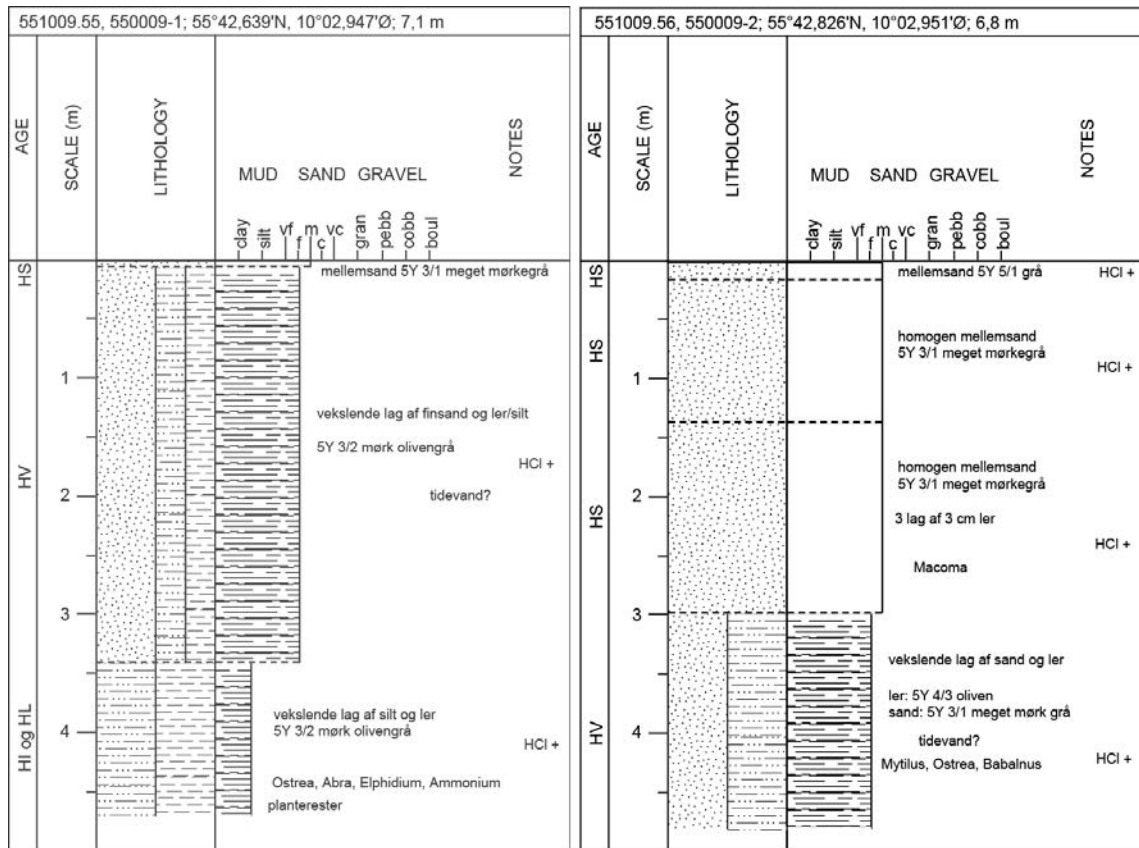 551009.55, 550009-1; 55°42,639'N, 10°02,947'Ø; 7,1 m
AGE
SCALE (m)
LITHOLOGY
MUD SAND GRAVEL
NOTES
clay
silt
vf
f
m
c
vc
gran
pebb
cobb
boul
HS
mellemsand 5Y 3/1 meget mørkegrå
1
vekslende lag af finsand og ler/silt
5Y 3/2 mørk olivengrå
HCl +
HV
2
tidevand?
3
HI og HL
4
vekslende lag af silt og ler
5Y 3/2 mørk olivengrå
HCl +
Ostrea, Abra, Elphidium, Ammonium
planterester
551009.56, 550009-2; 55°42,826'N, 10°02,951'Ø; 6,8 m
AGE
SCALE (m)
LITHOLOGY
MUD SAND GRAVEL
NOTES
clay
silt
vf
f
m
c
vc
gran
pebb
cobb
boul
HS
mellemsand 5Y 5/1 grå
HCl +
HS
homogen mellemsand
5Y 3/1 meget mørkegrå
HCl +
1
homogen mellemsand
5Y 3/1 meget mørkegrå
HS
2
3 lag af 3 cm ler
HCl +
Macoma
3
vekslende lag af sand og ler
ler: 5Y 4/3 oliven
sand: 5Y 3/1 meget mørk grå
HV
4
tidevand?
Mytilus, Ostrea, Babalnus
HCl +